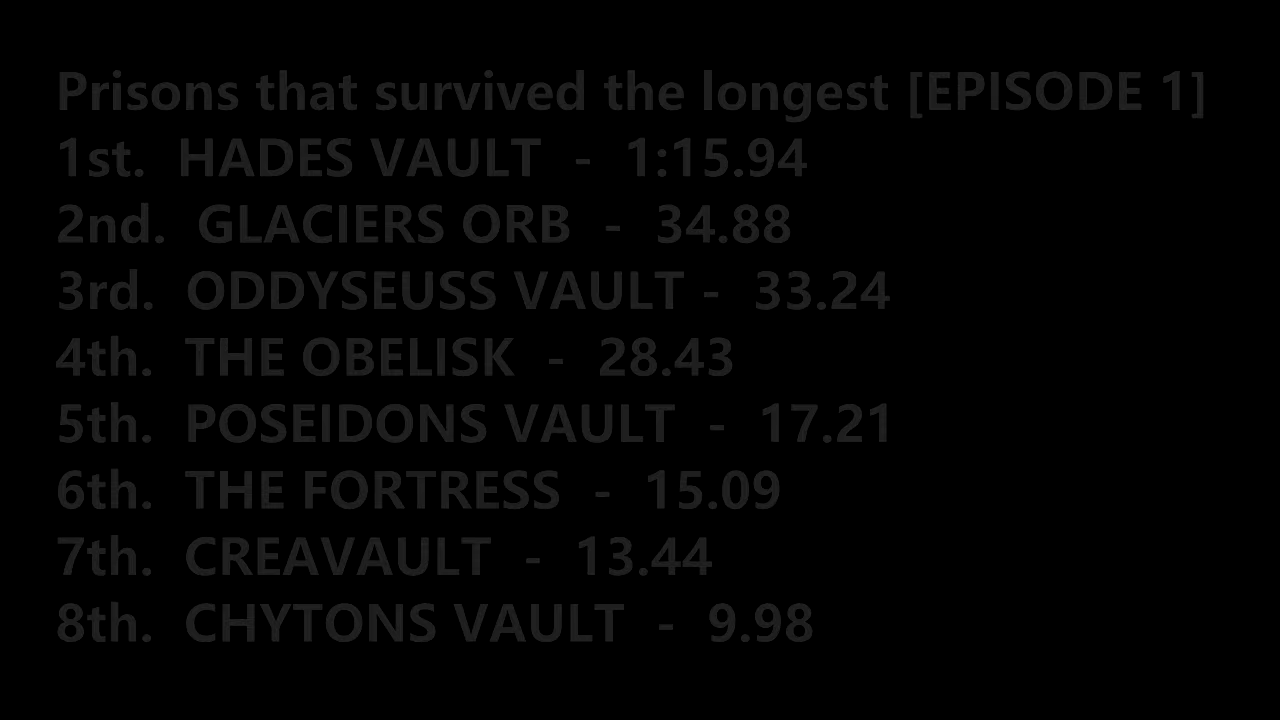 Prisons that survived the longest [EPISODE 1]
1st. HADES VAULT - 1:15.94
2nd. GLACIERS ORB - 34.88
3rd. ODDYSEUSS VAULT - 33.24
4th. THE OBELISK - 28.43
5th. POSEIDONS VAULT - 17.21
6th. THE FORTRESS - 15.09
7th. CREAVAULT - 13.44
8th. CHYTONS VAULT - 9.98